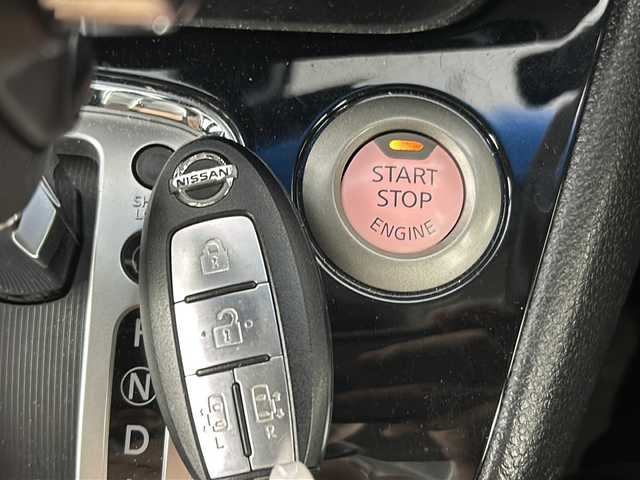 NISSAN
START
STOP
ENGINE
L
R
N
D